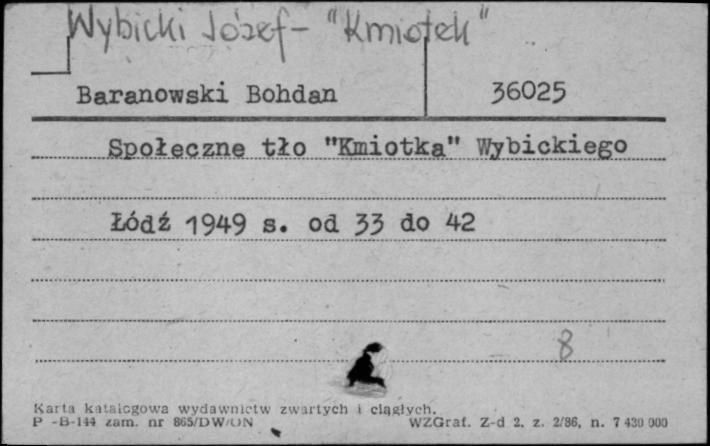 Wybicki Józef - "Kmiotek"
Baranowski Bohdan 36025
Społeczne tło "Kmiotka" Wybickiego
Łódź 1949 s. od 33 do 42
8
Karta katalogowa wydawnictw zwartych i ciągłych.
P-B-144 zam. nr 865/DW/ON WZGraf. Z-d 2. z. 2/86, n. 7 430 000